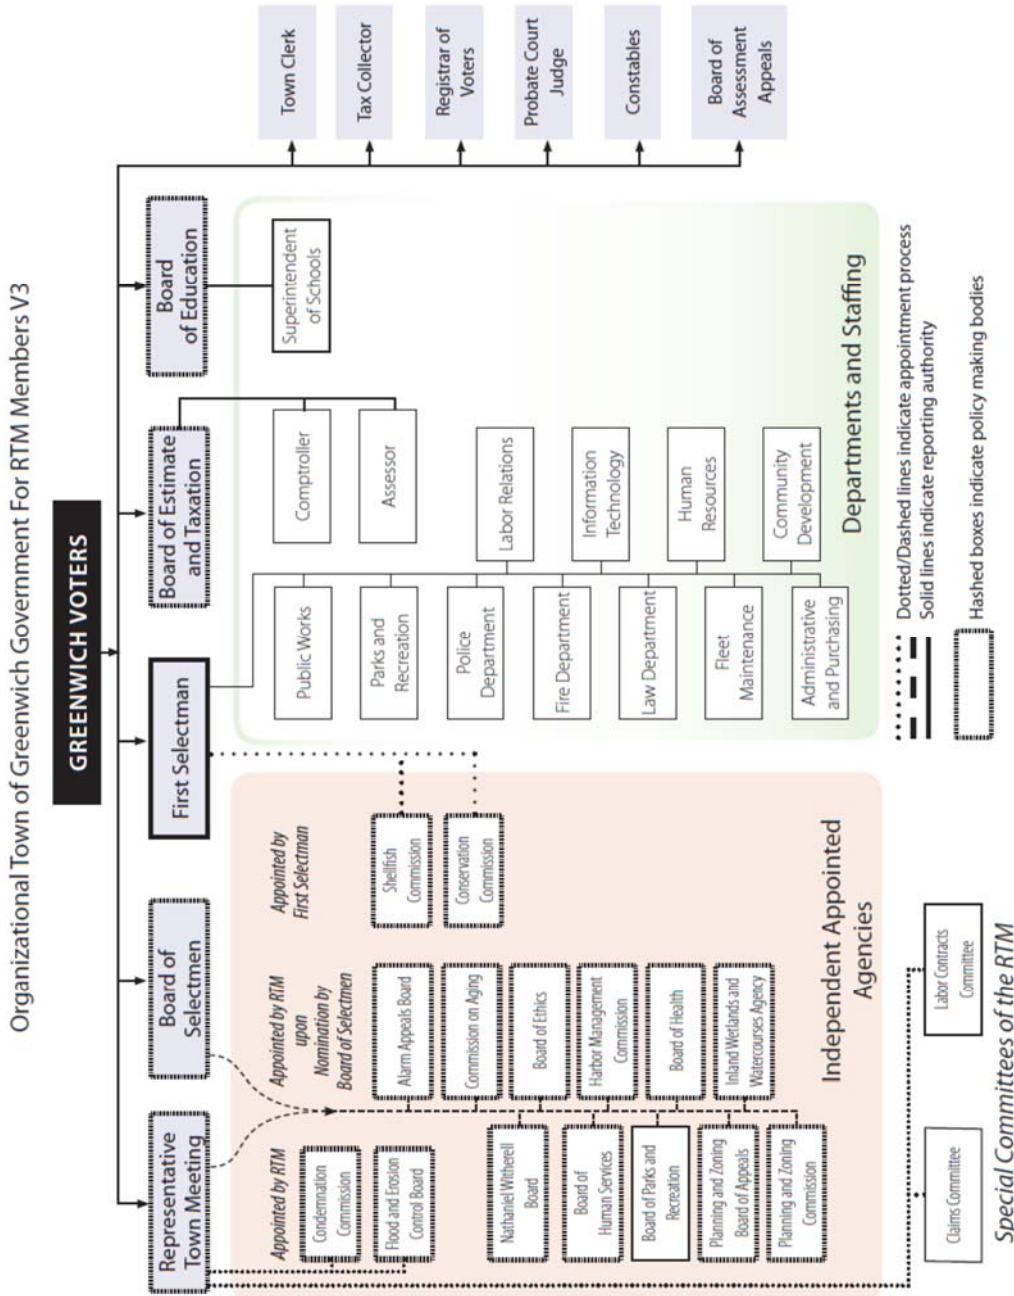 Organizational Town of Greenwich Government For RTM Members V3
GREENWICH VOTERS
Representative
Town Meeting
Board of
Selectmen
First Selectman
Board of Estimate
and Taxation
Board
of Education
Town Clerk
Tax Collector
Registrar of
Voters
Probate Court
Judge
Constables
Board of
Assessment
Appeals
Appointed by RTM
Condemnation
Commission
Flood and Erosion
Control Board
Appointed by RTM
upon
Nomination by
Board of Selectmen
Alarm Appeals Board
Commission on Aging
Board of Ethics
Harbor Management
Commission
Board of Health
Inland Wetlands and
Watercourses Agency
Nathaniel Witherell
Board
Board of
Human Services
Board of Parks and
Recreation
Planning and Zoning
Board of Appeals
Planning and Zoning
Commission
Appointed by
First Selectman
Shellfish
Commission
Conservation
Commission
Independent Appointed
Agencies
Public Works
Parks and
Recreation
Police
Department
Fire Department
Law Department
Fleet
Maintenance
Administrative
and Purchasing
Labor Relations
Information
Technology
Human
Resources
Community
Development
Comptroller
Assessor
Superintendent
of Schools
Departments and Staffing
Claims Committee
Labor Contracts
Committee
Special Committees of the RTM
Dotted/Dashed lines indicate appointment process
Solid lines indicate reporting authority
Hashed boxes indicate policy making bodies